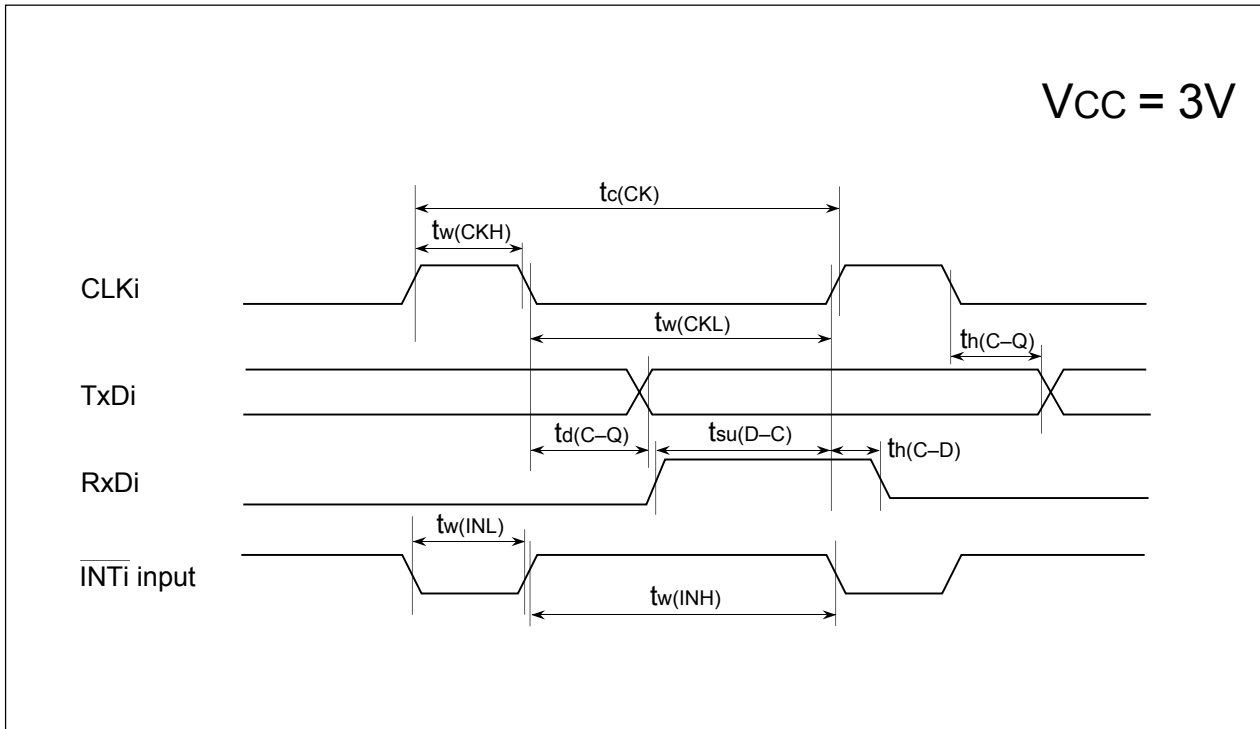 VCC = 3V
tc(CK)
tw(CKH)
CLKi
tw(CKL)
th(C–Q)
TxDi
td(C–Q)
tsu(D–C)
th(C–D)
RxDi
tw(INL)
INTi input
tw(INH)